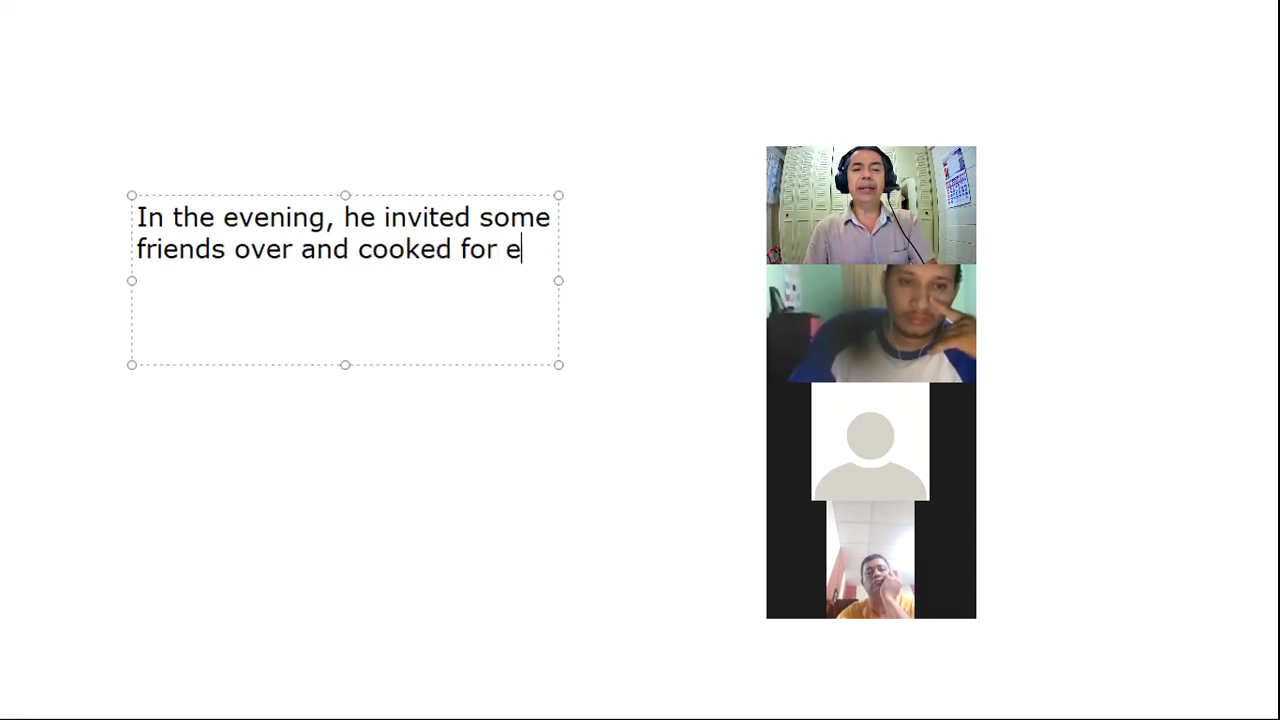 In the evening, he invited some
friends over and cooked for e